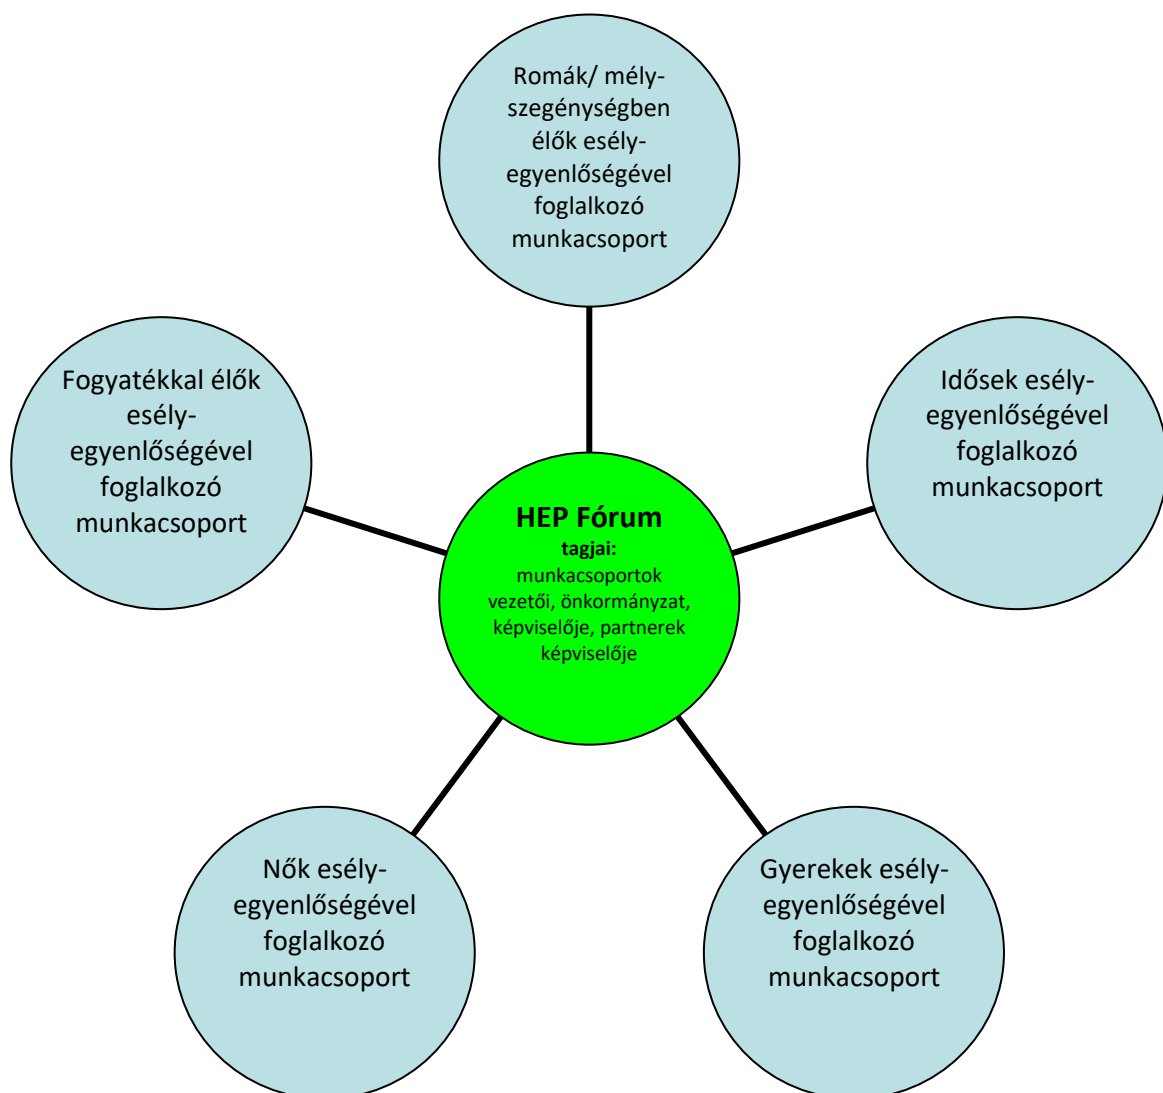 Romák/ mély-
szegénységben
élők esély-
egyenlőségével
foglalkozó
munkacsoport
Fogyatékkal élők
esély-
egyenlőségével
foglalkozó
munkacsoport
Idősek esély-
egyenlőségével
foglalkozó
munkacsoport
HEP Fórum
tagjai:
munkacsoportok
vezetői, önkormányzat,
képviselője, partnerek
képviselője
Nők esély-
egyenlőségével
foglalkozó
munkacsoport
Gyerekek esély-
egyenlőségével
foglalkozó
munkacsoport